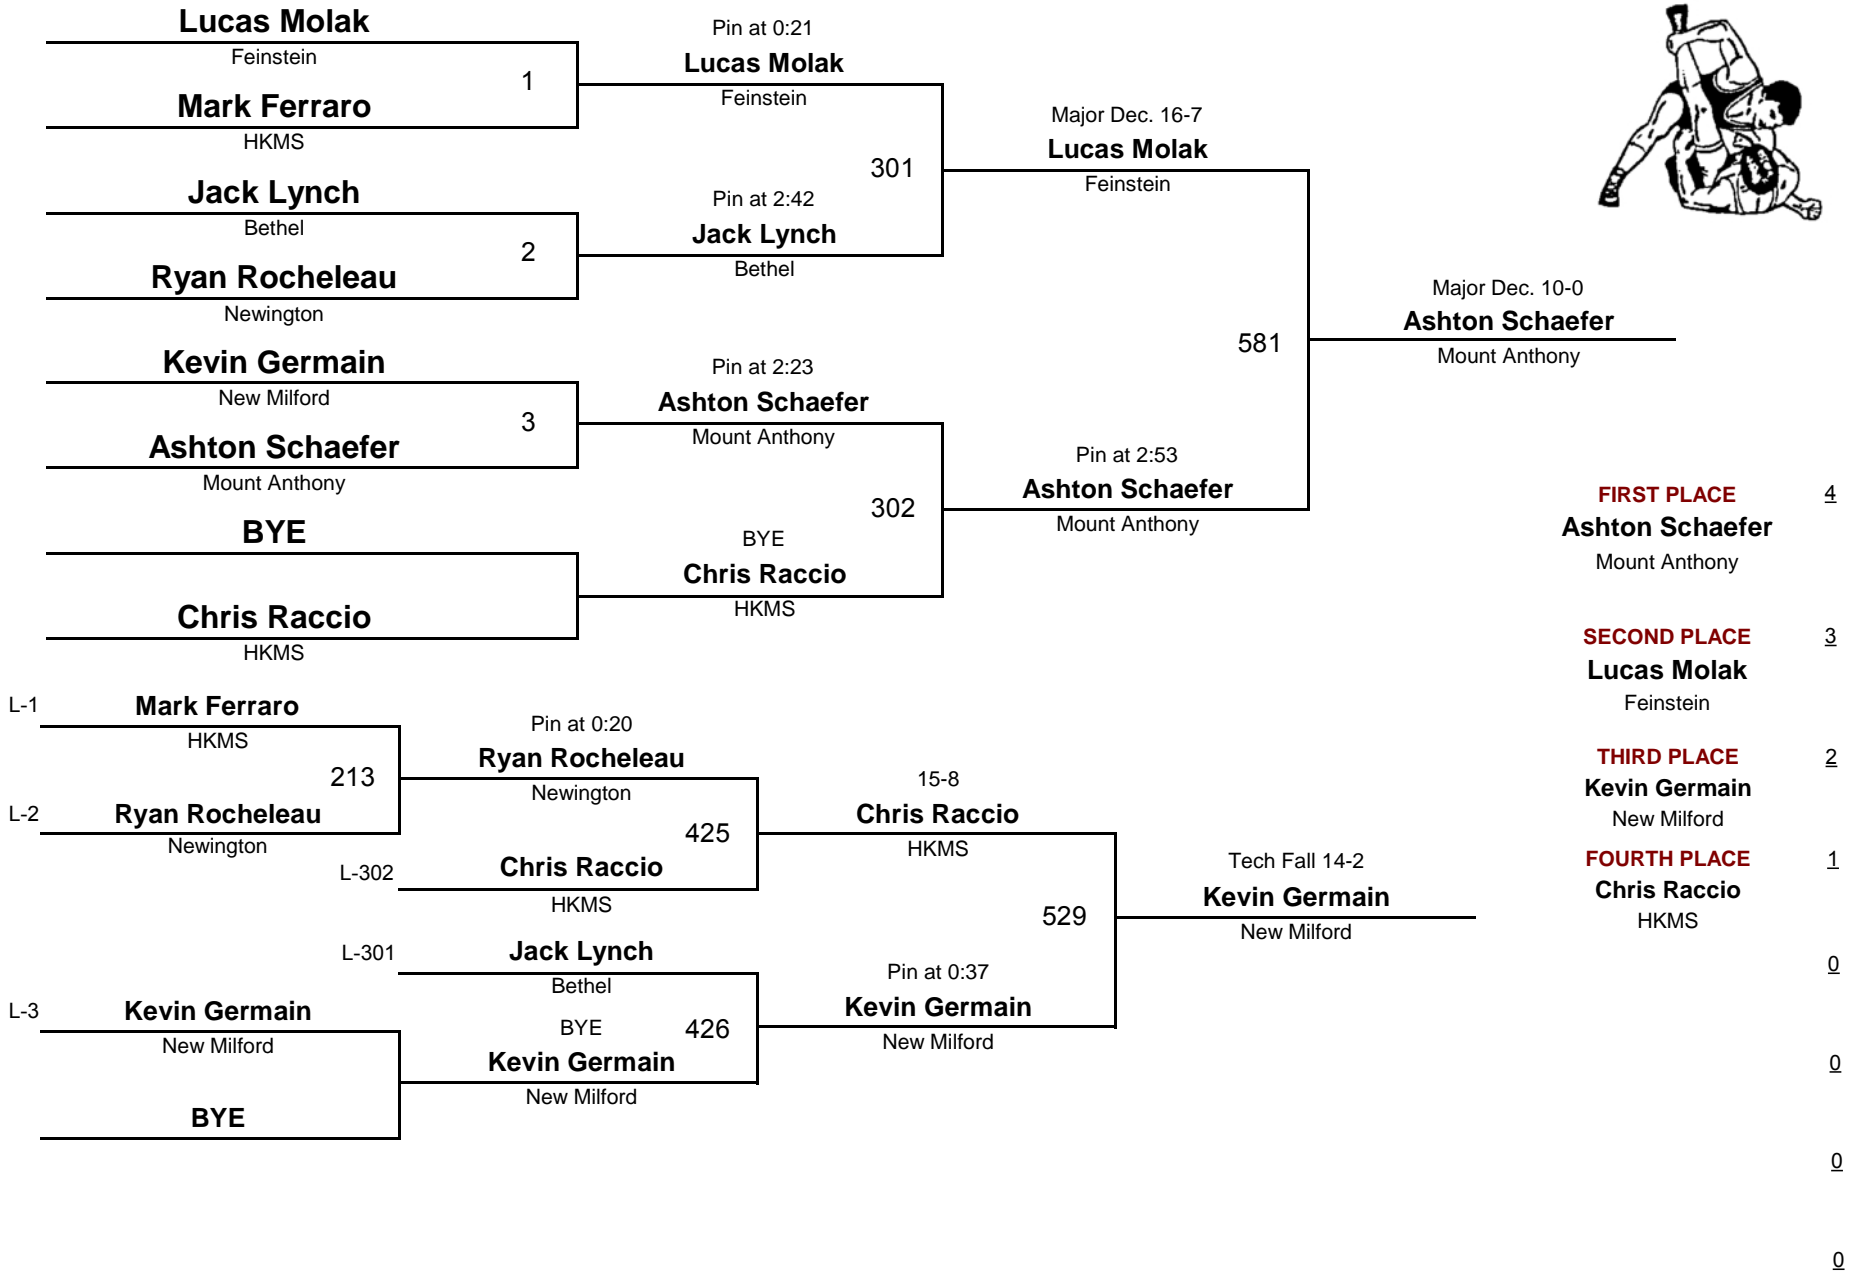 Lucas Molak
Feinstein
1
Mark Ferraro
HKMS
Jack Lynch
Bethel
2
Ryan Rocheleau
Newington
Kevin Germain
New Milford
3
Ashton Schaefer
Mount Anthony
BYE
Chris Raccio
HKMS
Pin at 0:21
Lucas Molak
Feinstein
301
Pin at 2:42
Jack Lynch
Bethel
Pin at 2:23
Ashton Schaefer
Mount Anthony
302
BYE
Chris Raccio
HKMS
Major Dec. 16-7
Lucas Molak
Feinstein
581
Pin at 2:53
Ashton Schaefer
Mount Anthony
Major Dec. 10-0
Ashton Schaefer
Mount Anthony
FIRST PLACE 4
Ashton Schaefer
Mount Anthony
SECOND PLACE 3
Lucas Molak
Feinstein
THIRD PLACE 2
Kevin Germain
New Milford
FOURTH PLACE 1
Chris Raccio
HKMS
0
0
0
0
L-1 Mark Ferraro
HKMS
213
L-2 Ryan Rocheleau
Newington
Pin at 0:20
Ryan Rocheleau
Newington
425
L-302 Chris Raccio
HKMS
L-301 Jack Lynch
Bethel
L-3 Kevin Germain
New Milford
BYE
BYE 426
Kevin Germain
New Milford
15-8
Chris Raccio
HKMS
529
Pin at 0:37
Kevin Germain
New Milford
Tech Fall 14-2
Kevin Germain
New Milford